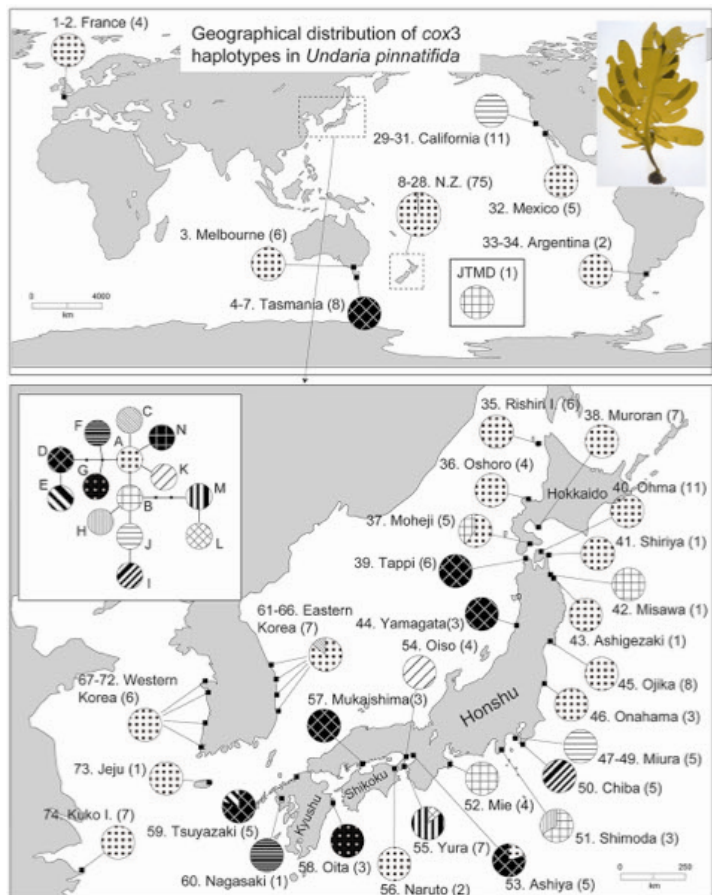 1-2. France (4)
Geographical distribution of cox3
haplotypes in Undaria pinnatifida
29-31. California (11)
8-28. N.Z. (75)
32. Mexico (5)
3. Melbourne (6)
33-34. Argentina (2)
JTMD (1)
4-7. Tasmania (8)
0 4000
km
C
F
A
N
D
G
K
E
M
B
H
J
L
I
35. Rishiri I. (6)
38. Muroran (7)
36. Oshoro (4)
Hokkaido
40. Ohma (11)
37. Moheji (5)
41. Shiriya (1)
39. Tappi (6)
42. Misawa (1)
61-66. Eastern
Korea (7)
44. Yamagata(3)
43. Ashigezaki (1)
54. Oiso (4)
67-72. Western
Korea (6)
45. Ojika (8)
57. Mukaishima(3)
Honshu
46. Onahama (3)
47-49. Miura (5)
73. Jeju (1)
50. Chiba (5)
Shikoku
52. Mie (4)
74. Kuko I. (7)
Kyushu
51. Shimoda (3)
59. Tsuyazaki (5)
58. Oita (3)
55. Yura (7)
60. Nagasaki (1)
56. Naruto (2)
53. Ashiya (5)
0 250
km